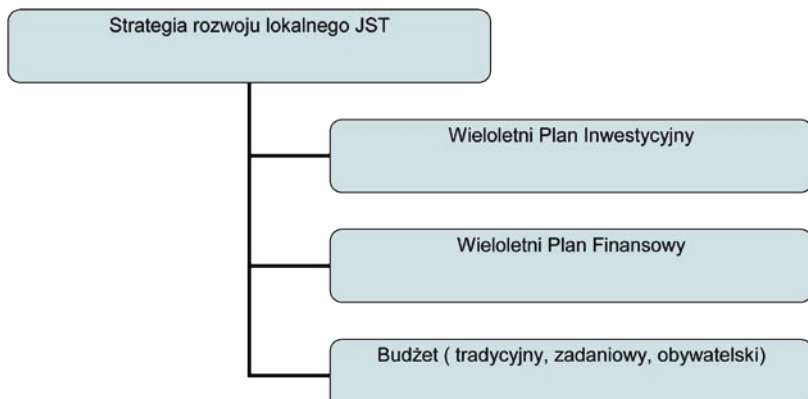 Strategia rozwoju lokalnego JST
Wieloletni Plan Inwestycyjny
Wieloletni Plan Finansowy
Budżet ( tradycyjny, zadaniowy, obywatelski)